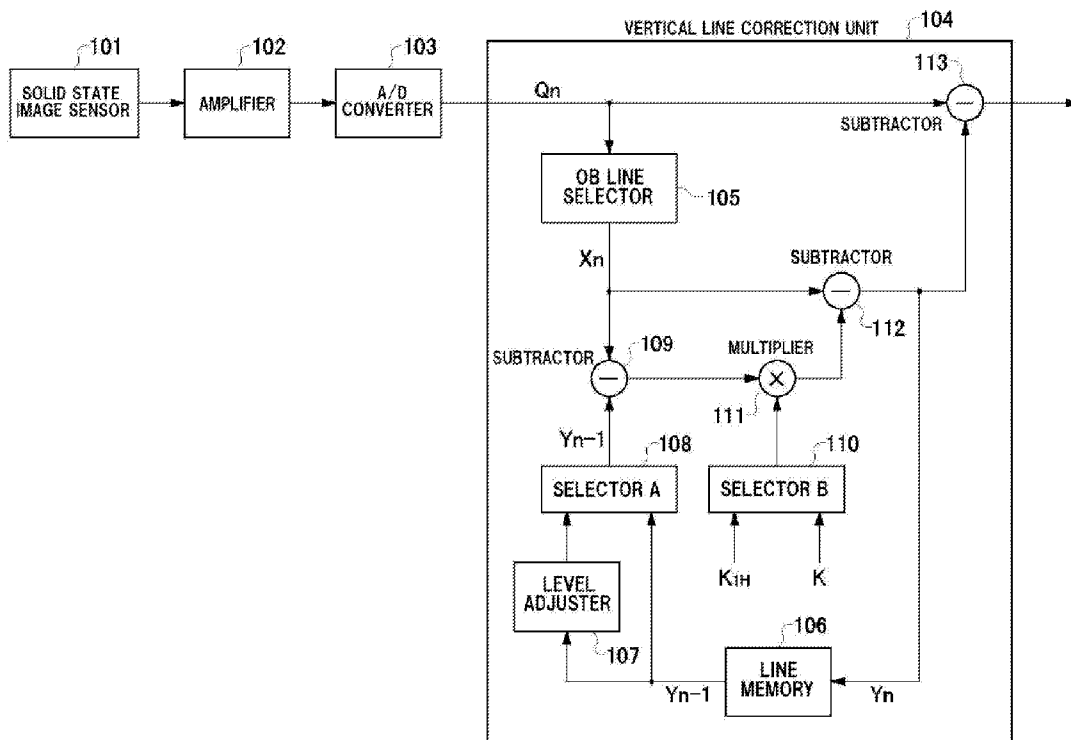 VERTICAL LINE CORRECTION UNIT
104
101
102
103
113
SOLID STATE
IMAGE SENSOR
AMPLIFIER
A/D
CONVERTER
Qn
−
SUBTRACTOR
OB LINE
SELECTOR
105
Xn
SUBTRACTOR
−
112
SUBTRACTOR
109
−
MULTIPLIER
×
111
Yn-1
108
110
SELECTOR A
SELECTOR B
K1H
K
LEVEL
ADJUSTER
107
106
LINE
MEMORY
Yn-1
Yn